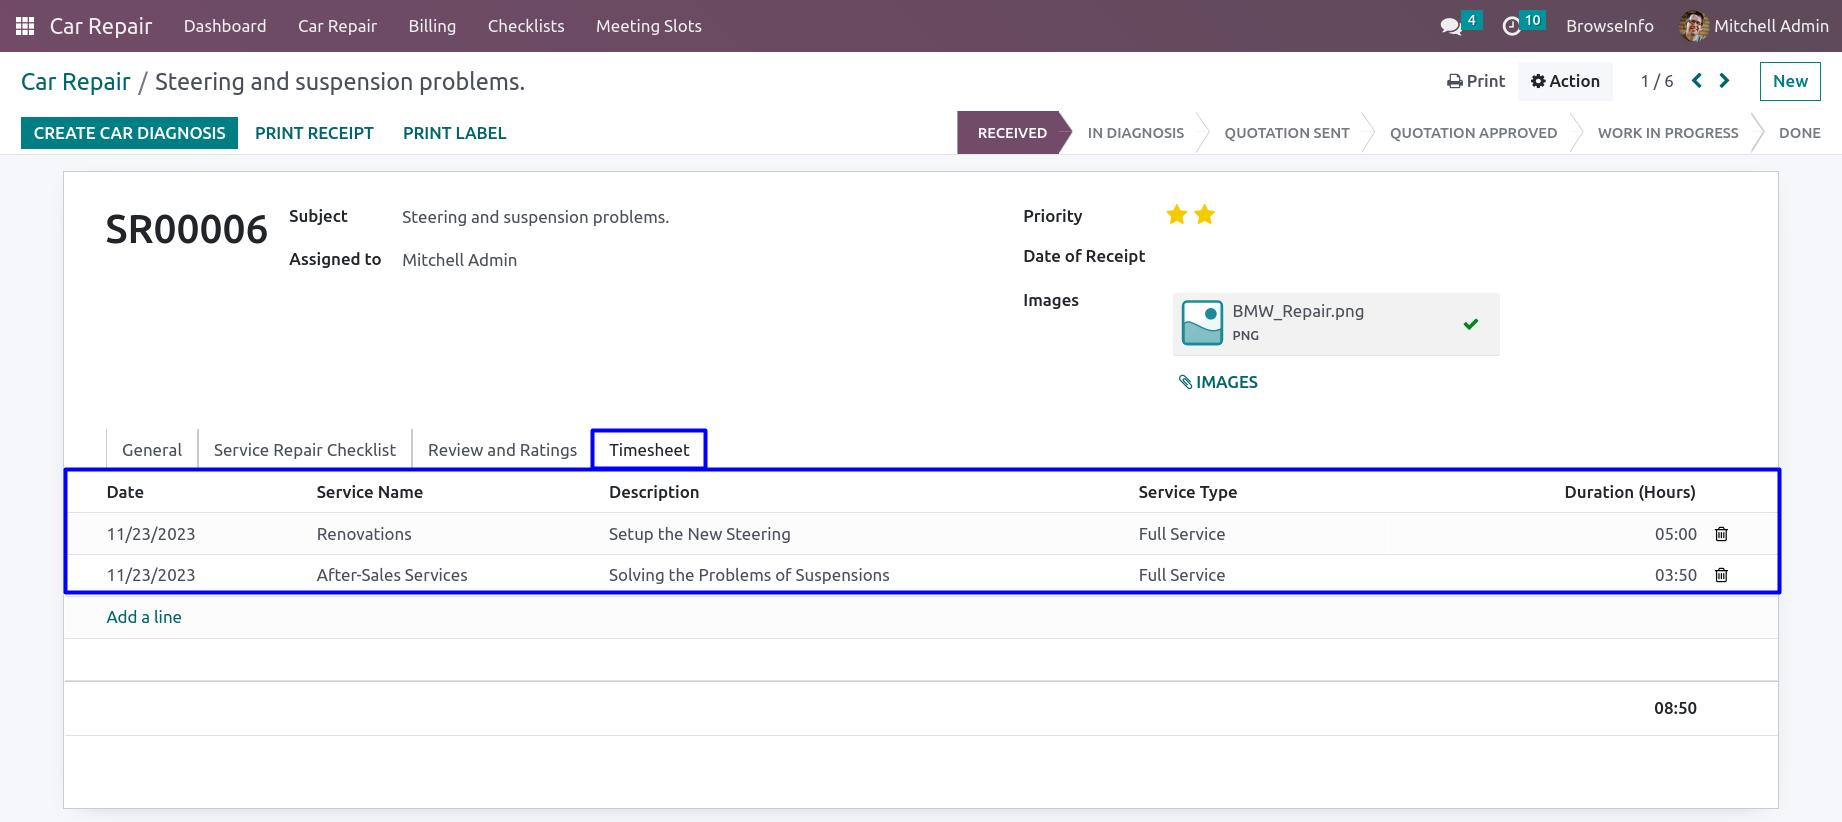 Car Repair Dashboard Car Repair Billing Checklists Meeting Slots 4 10 BrowseInfo Mitchell Admin
Car Repair / Steering and suspension problems. Print Action 1 / 6 New
CREATE CAR DIAGNOSIS PRINT RECEIPT PRINT LABEL RECEIVED IN DIAGNOSIS QUOTATION SENT QUOTATION APPROVED WORK IN PROGRESS DONE
SR00006
Subject Steering and suspension problems.
Assigned to Mitchell Admin
Priority
Date of Receipt
Images BMW_Repair.png
PNG
IMAGES
General Service Repair Checklist Review and Ratings Timesheet
Date Service Name Description Service Type Duration (Hours)
11/23/2023 Renovations Setup the New Steering Full Service 05:00
11/23/2023 After-Sales Services Solving the Problems of Suspensions Full Service 03:50
Add a line
08:50